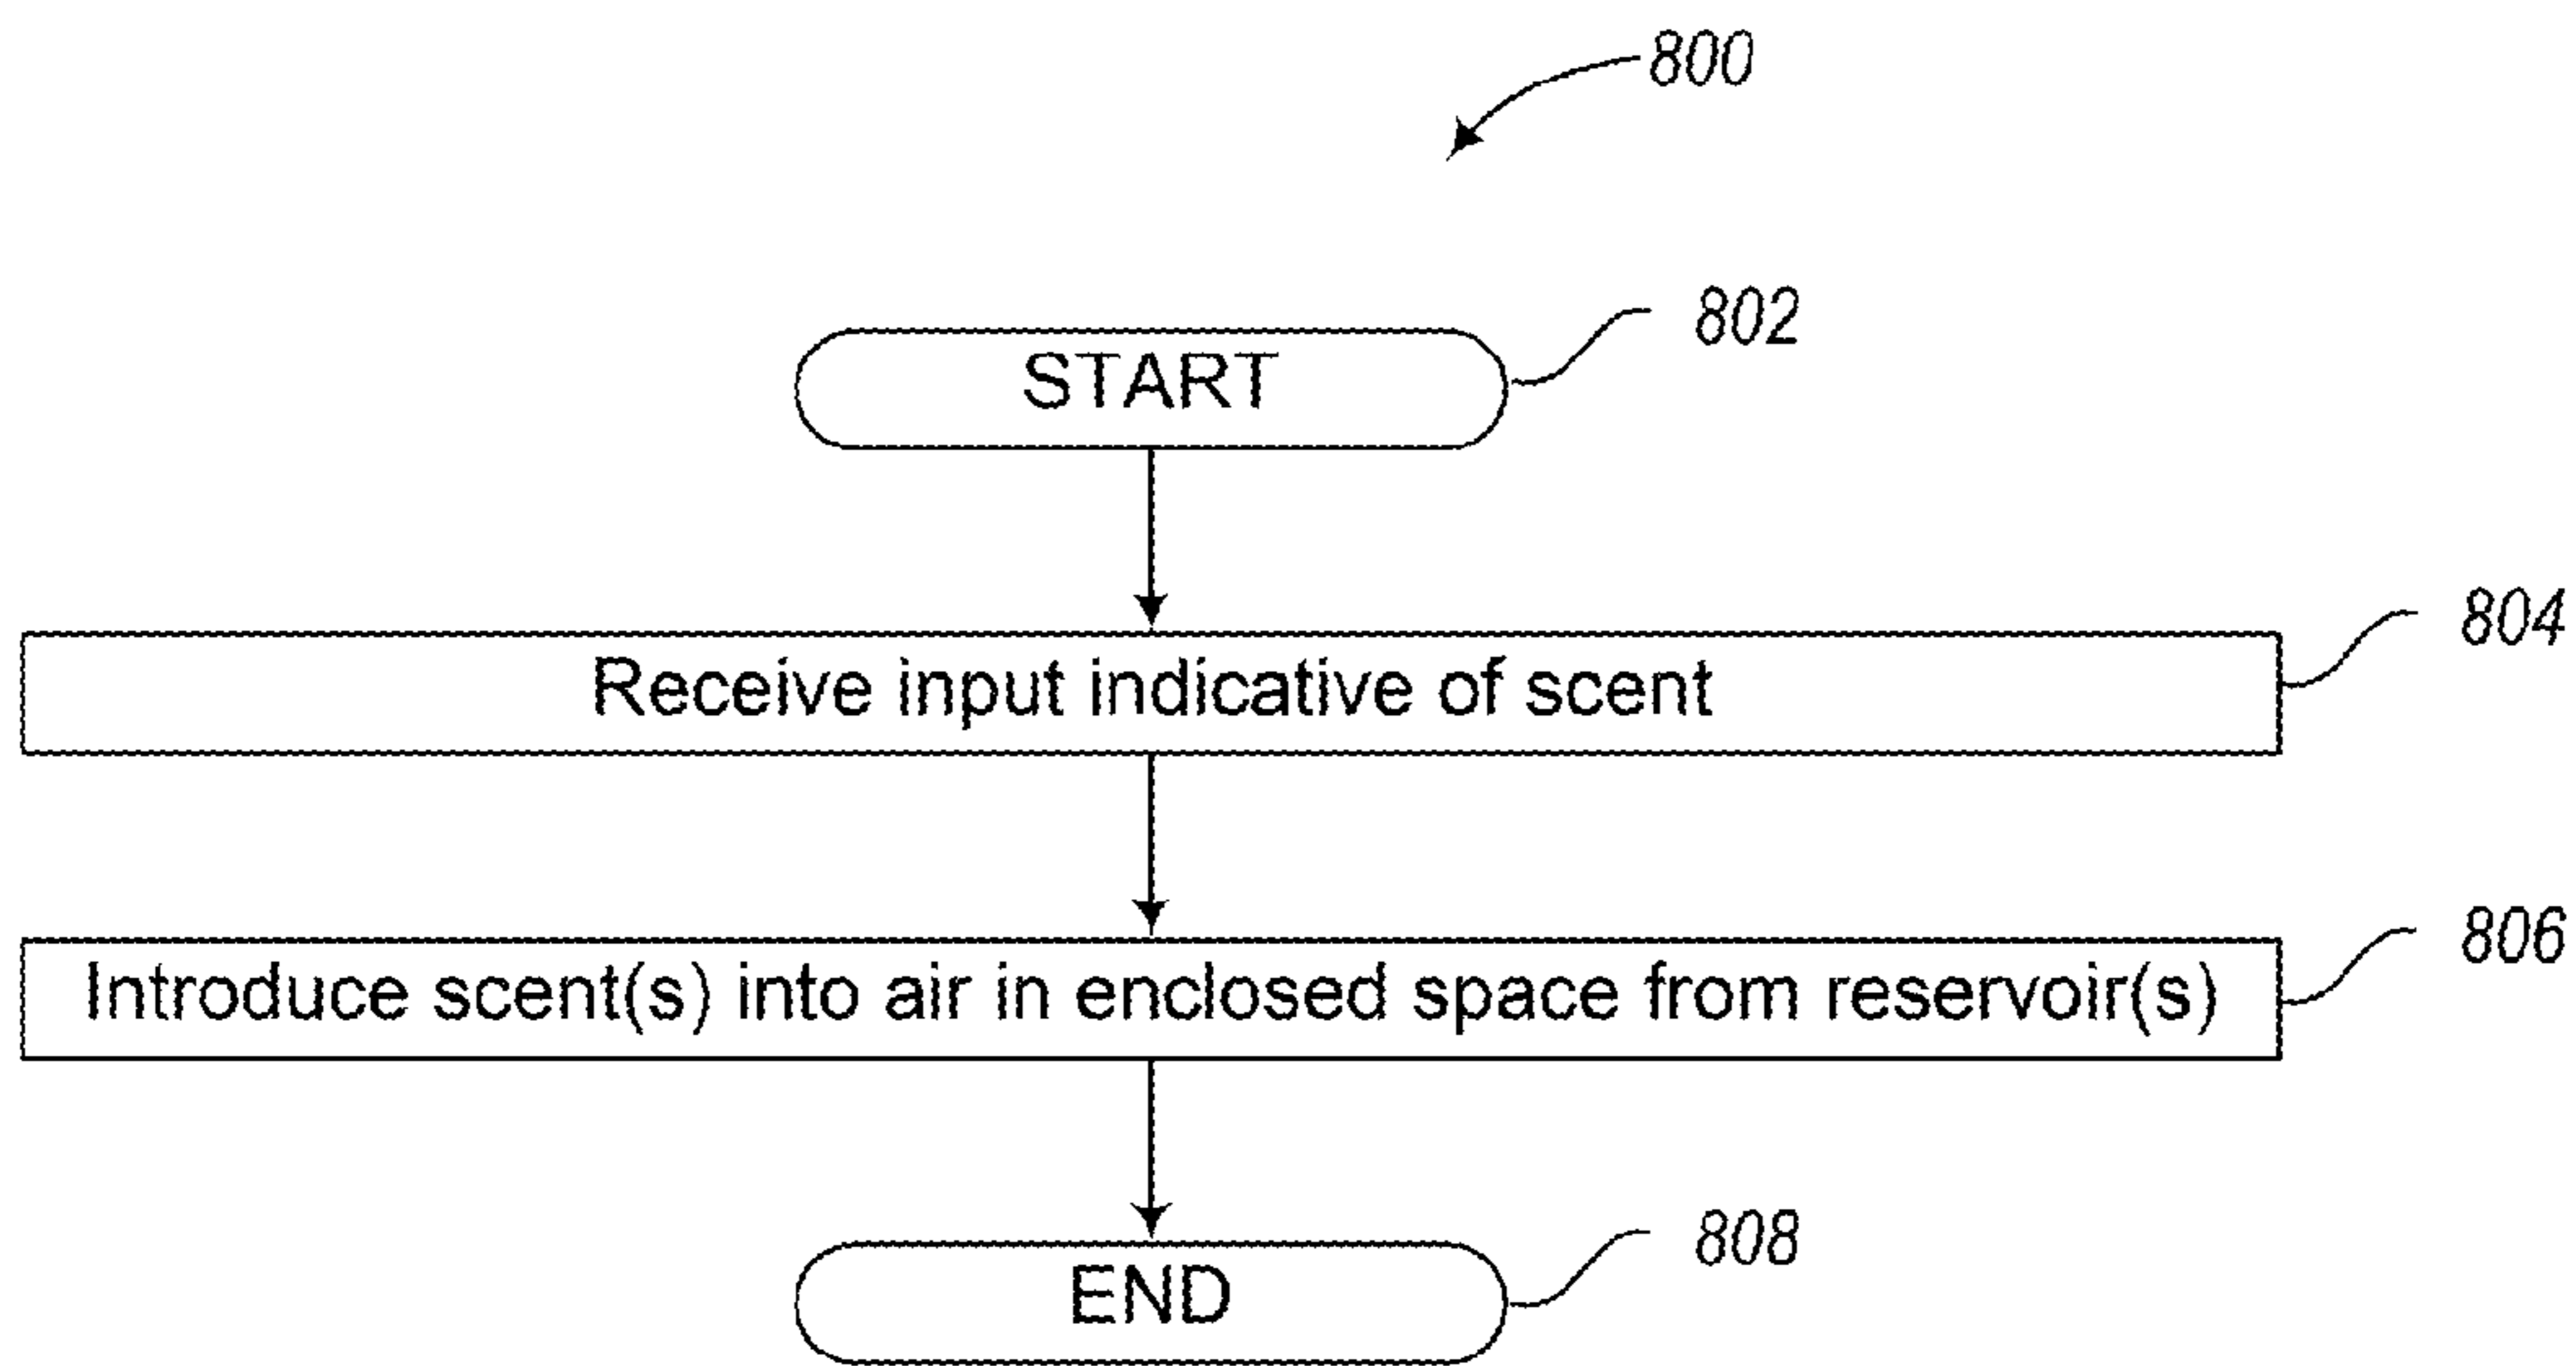 800
START
802
Receive input indicative of scent
804
Introduce scent(s) into air in enclosed space from reservoir(s)
806
END
808